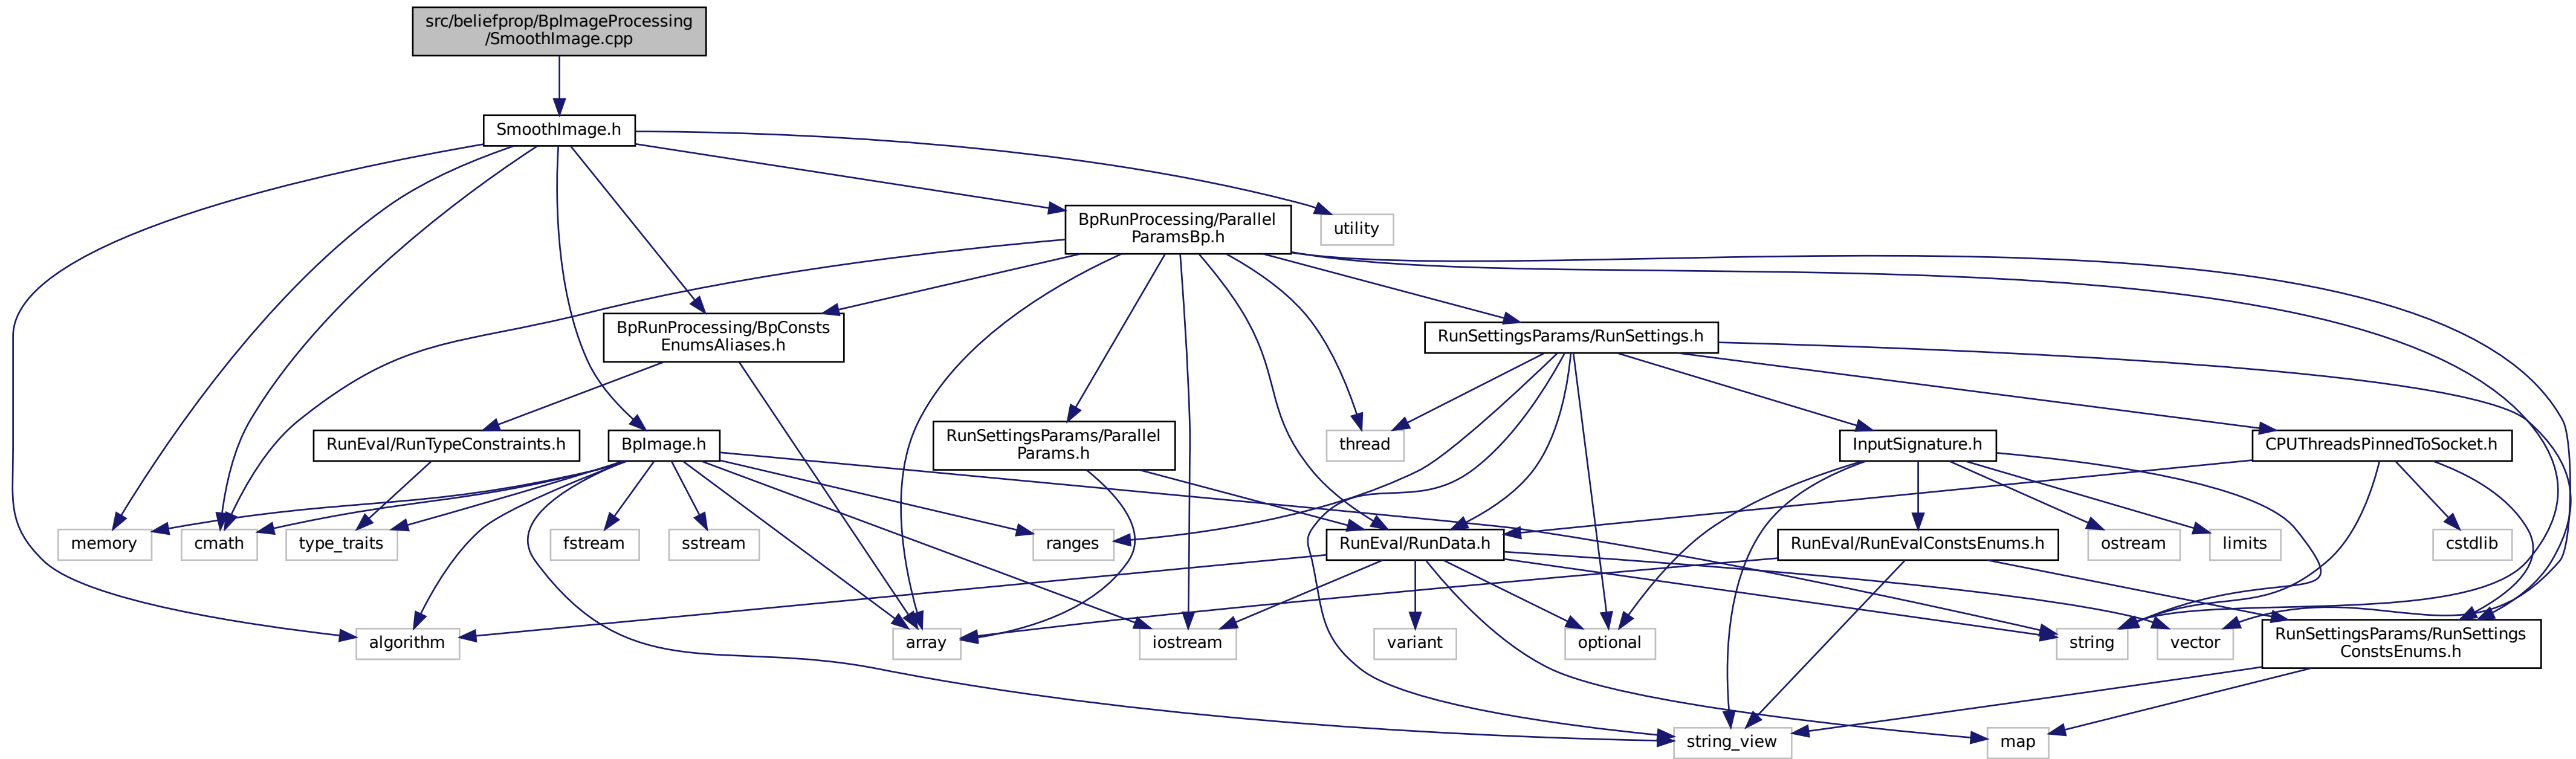 src/beliefprop/BpImageProcessing
/SmoothImage.cpp
SmoothImage.h
BpRunProcessing/Parallel
ParamsBp.h
utility
BpRunProcessing/BpConsts
EnumsAliases.h
RunSettingsParams/RunSettings.h
RunEval/RunTypeConstraints.h
BpImage.h
RunSettingsParams/Parallel
Params.h
thread
InputSignature.h
CPUThreadsPinnedToSocket.h
memory
cmath
type_traits
fstream
sstream
ranges
RunEval/RunData.h
RunEval/RunEvalConstsEnums.h
ostream
limits
cstdlib
algorithm
array
iostream
variant
optional
string
vector
RunSettingsParams/RunSettings
ConstsEnums.h
string_view
map